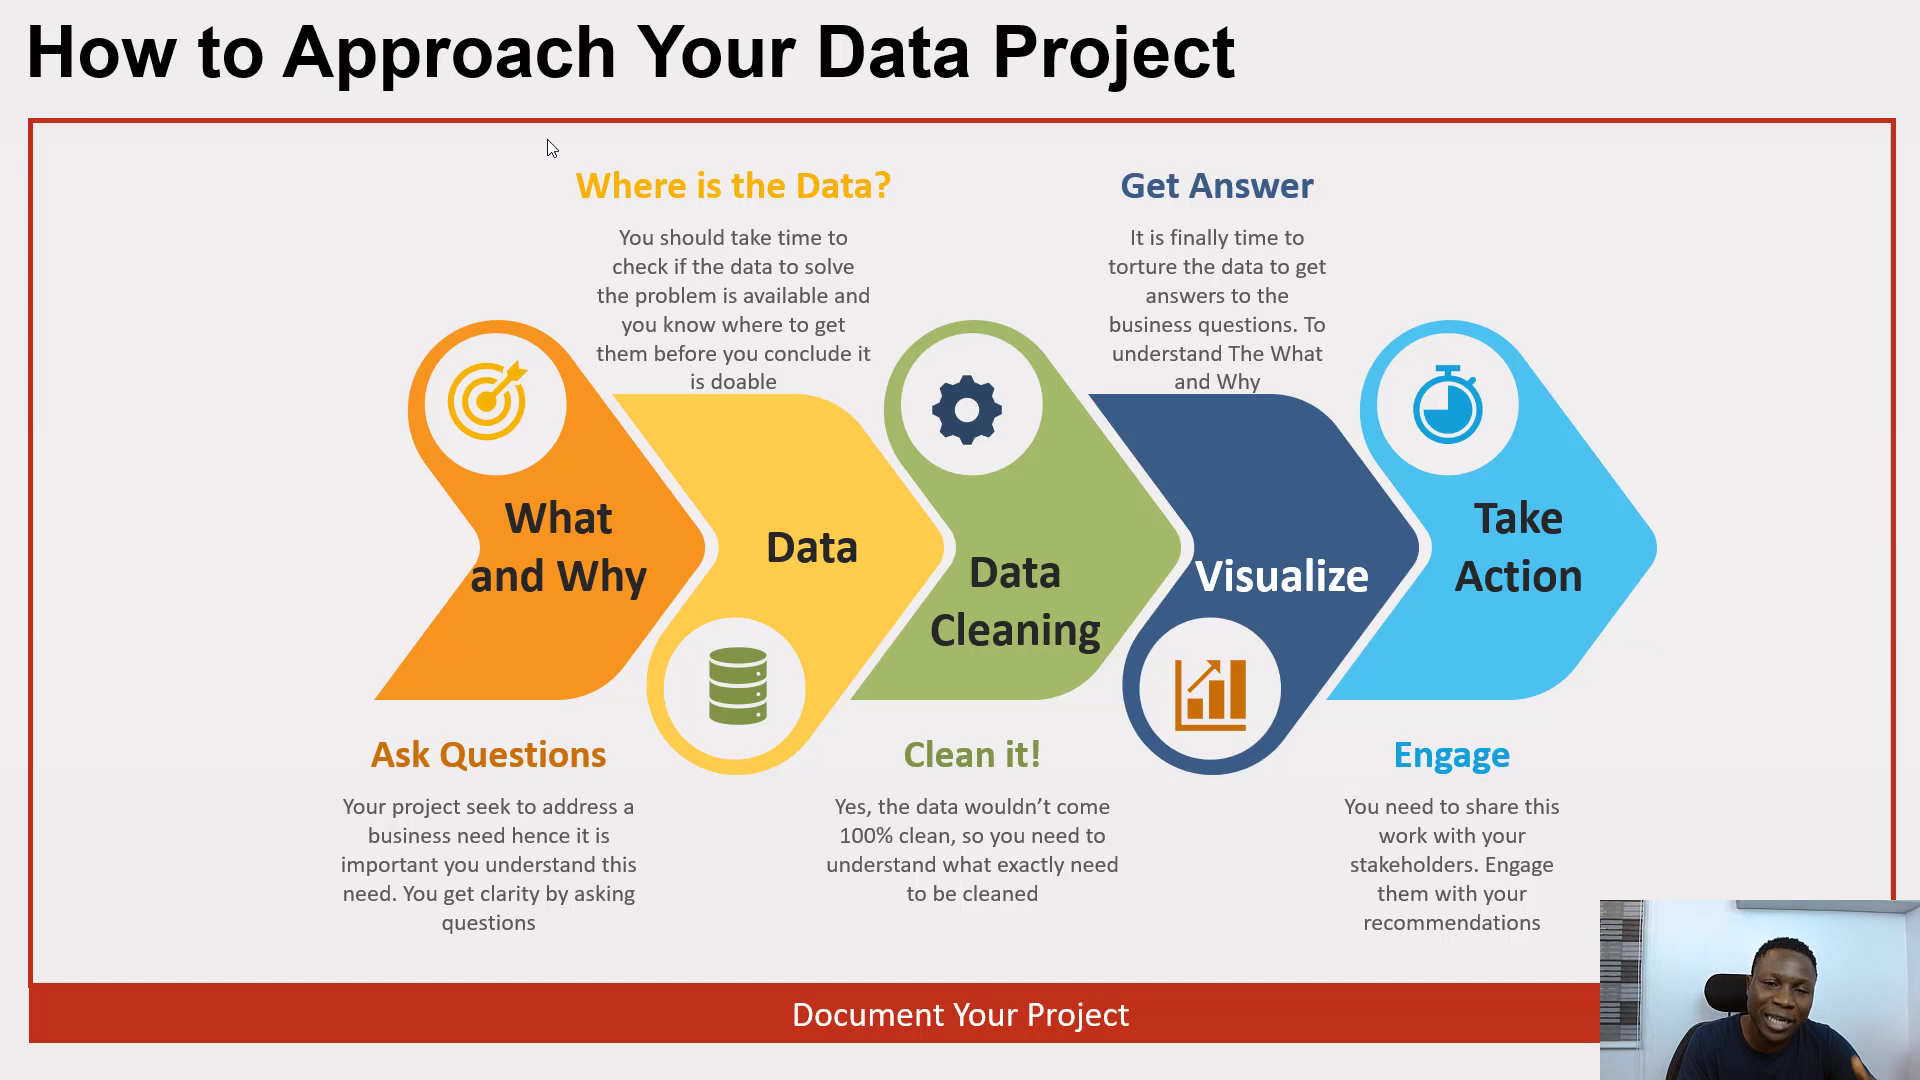 How to Approach Your Data Project
Where is the Data?
You should take time to
check if the data to solve
the problem is available and
you know where to get
them before you conclude it
is doable
Get Answer
It is finally time to
torture the data to get
answers to the
business questions. To
understand The What
and Why
What
and Why
Data
Data
Cleaning
Visualize
Take
Action
Ask Questions
Your project seek to address a
business need hence it is
important you understand this
need. You get clarity by asking
questions
Clean it!
Yes, the data wouldn't come
100% clean, so you need to
understand what exactly need
to be cleaned
Engage
You need to share this
work with your
stakeholders. Engage
them with your
recommendations
Document Your Project